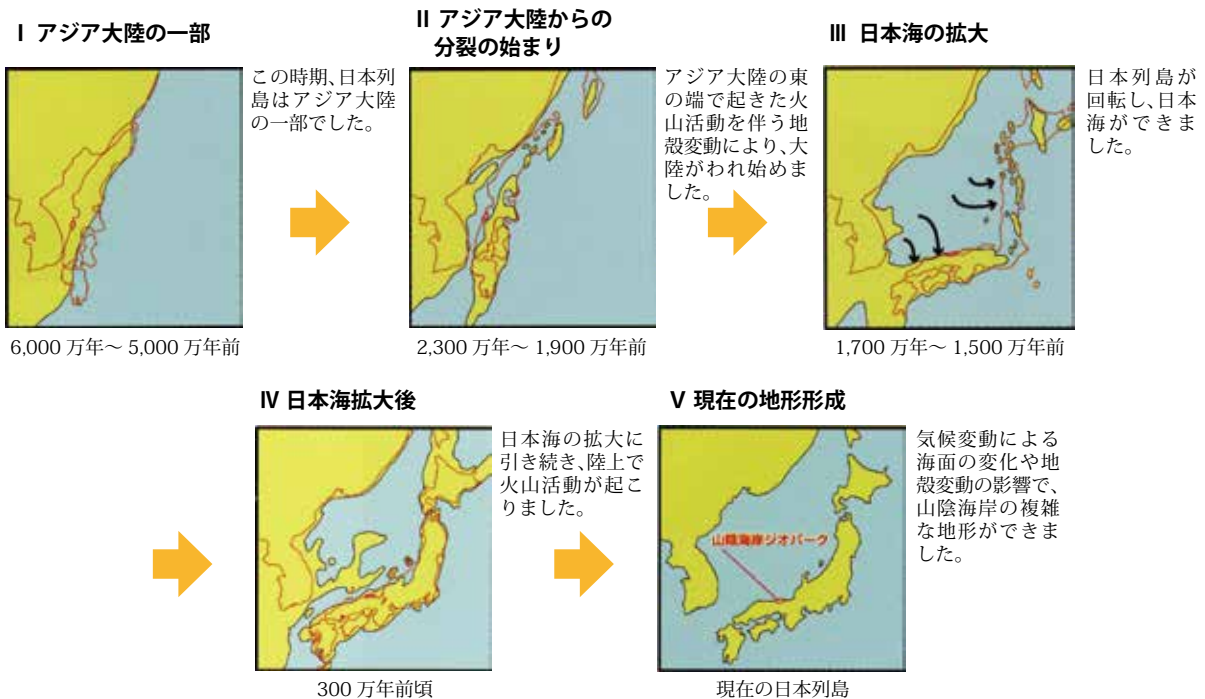 Ⅰ アジア大陸の一部
この時期、日本列
島はアジア大陸
の一部でした。
6,000 万年～ 5,000 万年前
Ⅱ アジア大陸からの
分裂の始まり
アジア大陸の東
の端で起きた火
山活動を伴う地
殻変動により、大
陸がわれ始めま
した。
2,300 万年～ 1,900 万年前
Ⅲ 日本海の拡大
日本列島が
回転し、日本
海ができま
した。
1,700 万年～ 1,500 万年前
Ⅳ 日本海拡大後
日本海の拡大に
引き続き、陸上で
火山活動が起こ
りました。
300 万年前頃
Ⅴ 現在の地形形成
山陰海岸ジオパーク
気候変動による
海面の変化や地
殻変動の影響で、
山陰海岸の複雑
な地形ができま
した。
現在の日本列島